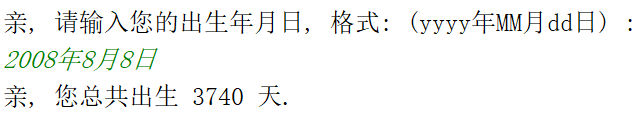 亲, 请输入您的出生年月日, 格式: (yyyy年MM月dd日) :
2008年8月8日
亲, 您总共出生 3740 天.